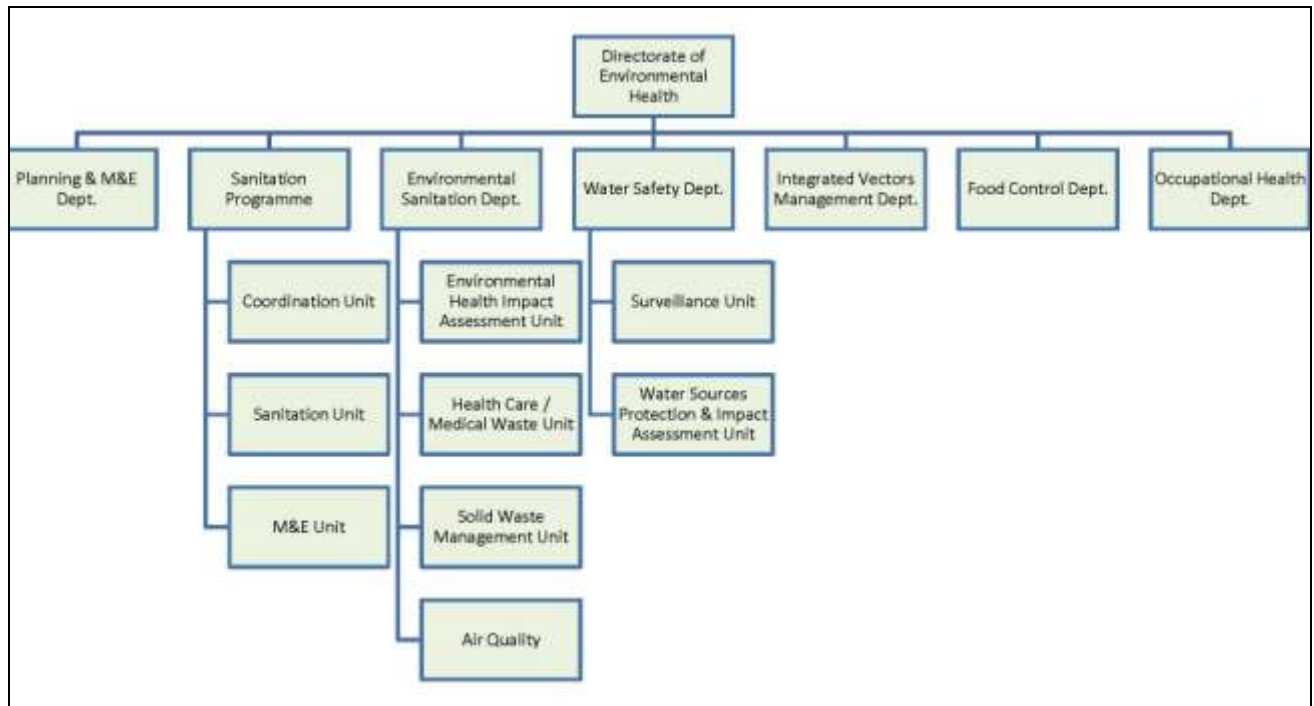 Directorate of
Environmental
Health
Planning & M&E
Dept.
Sanitation
Programme
Environmental
Sanitation Dept.
Water Safety Dept.
Integrated Vectors
Management Dept.
Food Control Dept.
Occupational Health
Dept.
Coordination Unit
Sanitation Unit
M&E Unit
Environmental
Health Impact
Assessment Unit
Health Care /
Medical Waste Unit
Solid Waste
Management Unit
Air Quality
Surveillance Unit
Water Sources
Protection & Impact
Assessment Unit